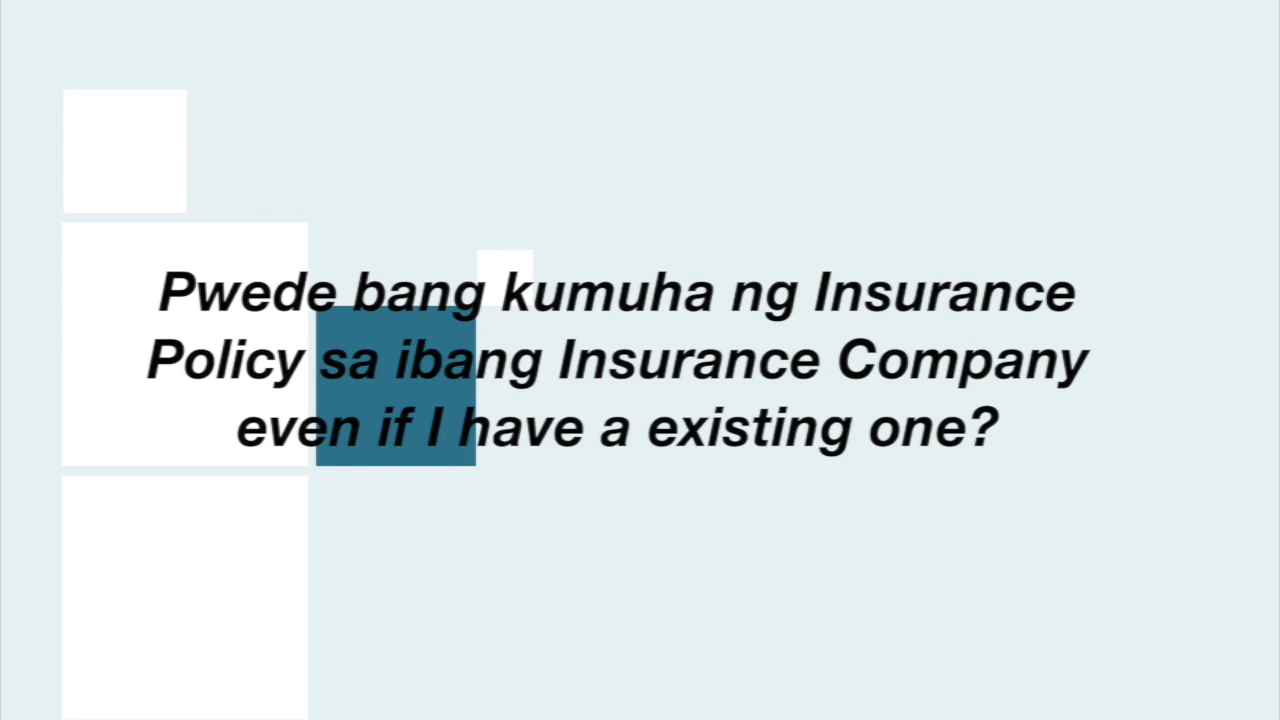 Pwede bang kumuha ng Insurance
Policy sa ibang Insurance Company
even if I have a existing one?